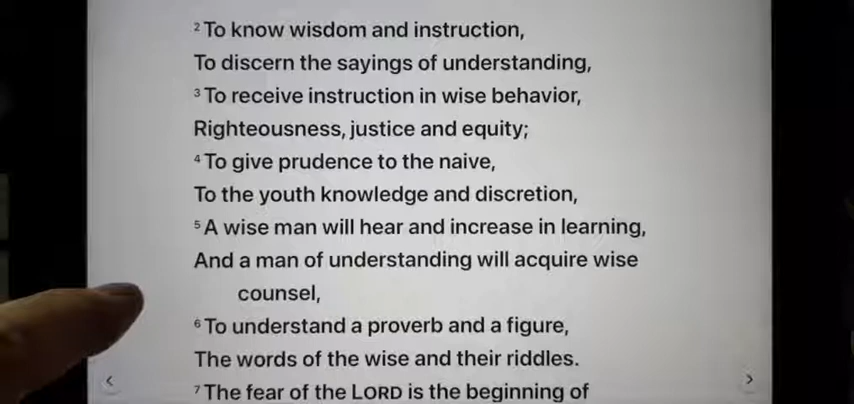 2 To know wisdom and instruction,
To discern the sayings of understanding,
3 To receive instruction in wise behavior,
Righteousness, justice and equity;
4 To give prudence to the naive,
To the youth knowledge and discretion,
5 A wise man will hear and increase in learning,
And a man of understanding will acquire wise
counsel,
6 To understand a proverb and a figure,
The words of the wise and their riddles.
7 The fear of the LORD is the beginning of